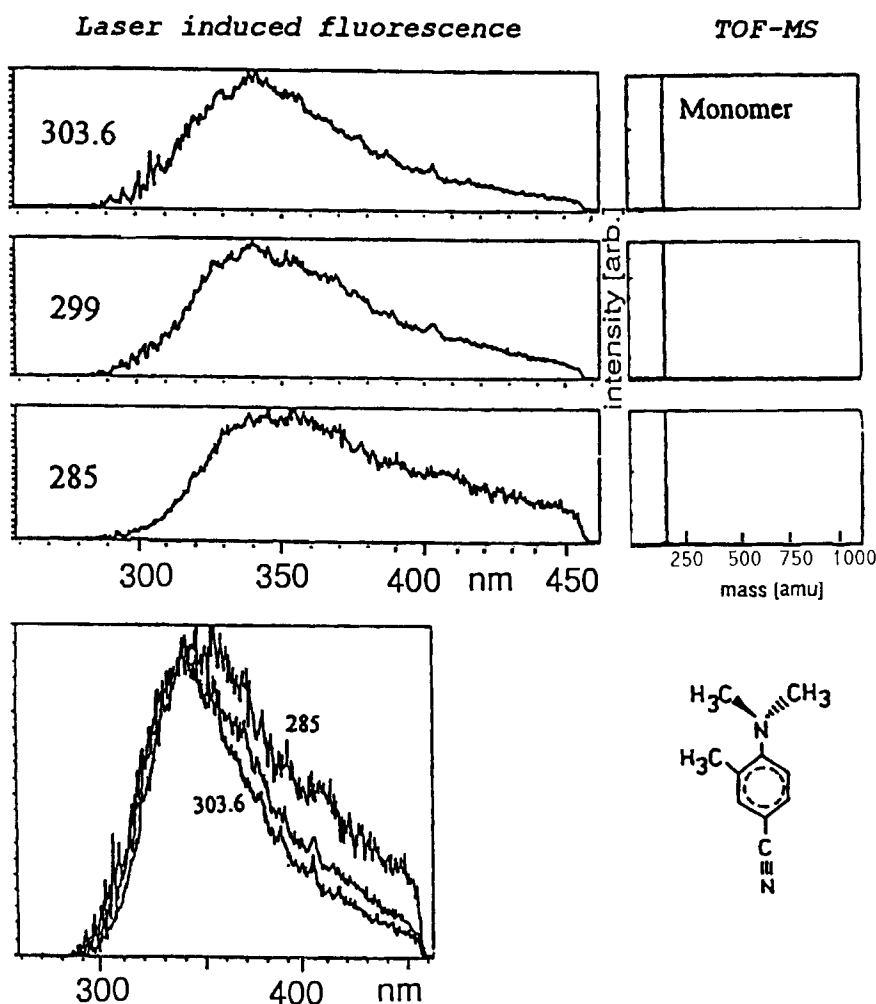 Laser induced fluorescence
TOF-MS
303.6
Monomer
299
285
intensity [arb.]
300 350 400 nm 450
250 500 750 1000
mass [amu]
285
303.6
300 400 nm
H₃C CH₃
N
H₃C
C
≡
N